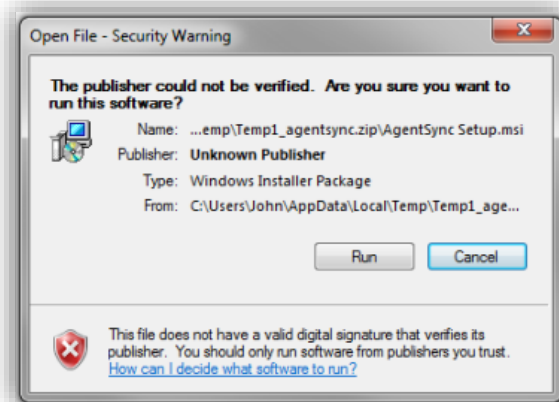 Open File - Security Warning
The publisher could not be verified. Are you sure you want to
run this software?
Name: ...emp\Temp1_agentsync.zip\AgentSync Setup.msi
Publisher: Unknown Publisher
Type: Windows Installer Package
From: C:\Users\John\AppData\Local\Temp\Temp1_age...
Run Cancel
This file does not have a valid digital signature that verifies its
publisher. You should only run software from publishers you trust.
How can I decide what software to run?